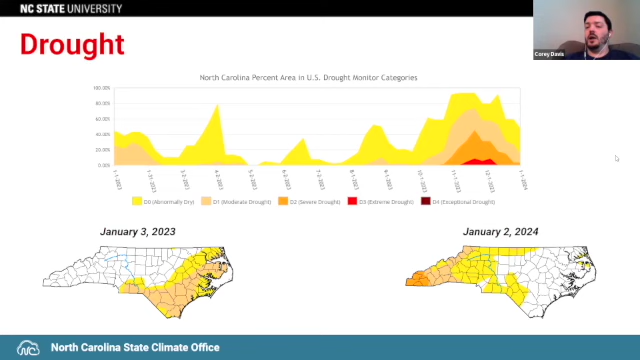 NC STATE UNIVERSITY
Corey Davis
Drought
North Carolina Percent Area in U.S. Drought Monitor Categories
100.00%
80.00%
60.00%
40.00%
20.00%
0.00%
D0 (Abnormally Dry) D1 (Moderate Drought) D2 (Severe Drought) D3 (Extreme Drought) D4 (Exceptional Drought)
January 3, 2023
January 2, 2024
North Carolina State Climate Office